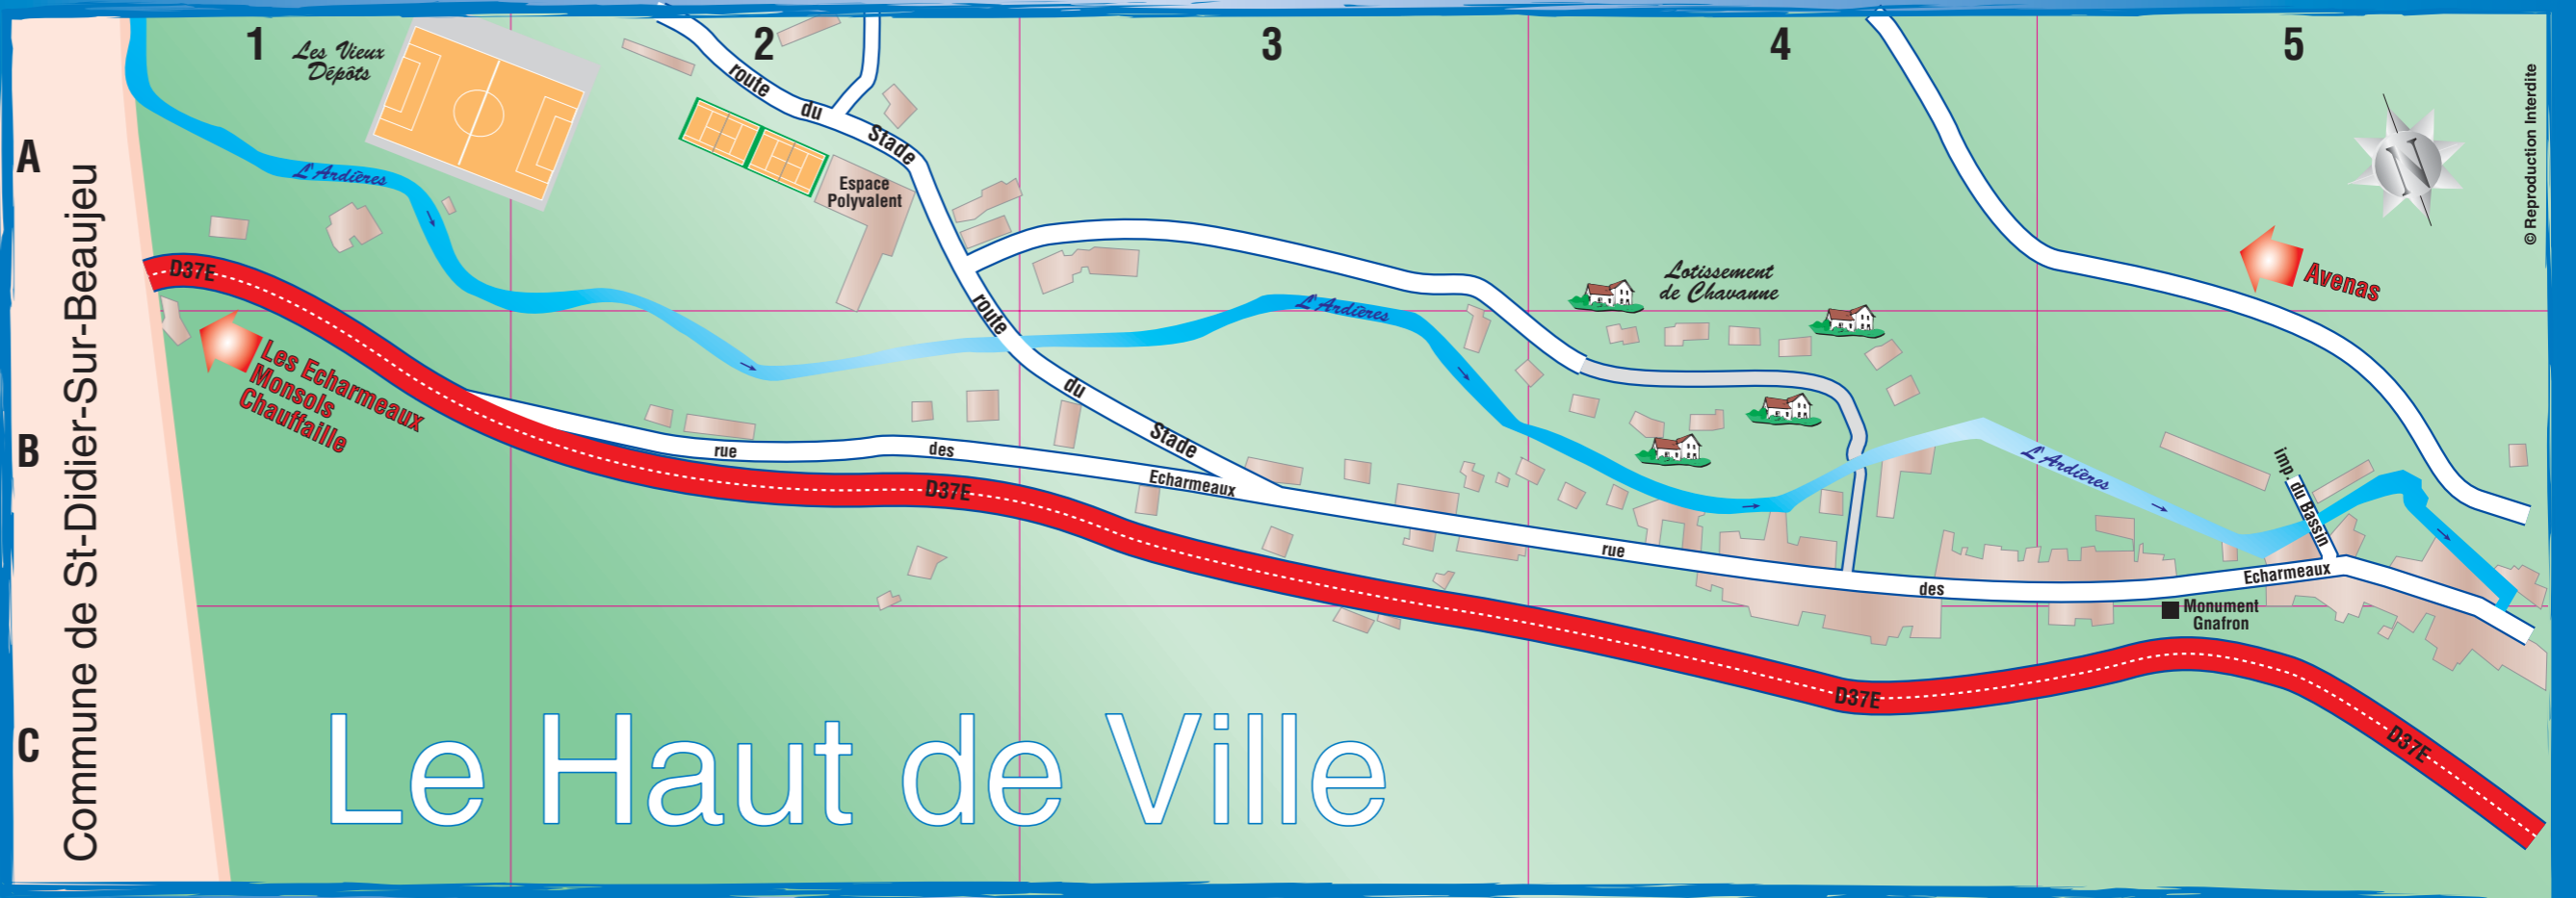 1
2
3
4
5
A
B
C
Commune de St-Didier-Sur-Beaujeu
Les Vieux
Dépôts
L'Ardières
route du Stade
Espace
Polyvalent
D37E
Les Echarmeaux
Monsols
Chauffaille
route du Stade
L'Ardières
Lotissement
de Chavanne
Avenas
© Reproduction Interdite
N
rue des Echarmeaux
D37E
L'Ardières
imp. du Bassin
rue des Echarmeaux
Monument
Gnafron
D37E
D37E
Le Haut de Ville